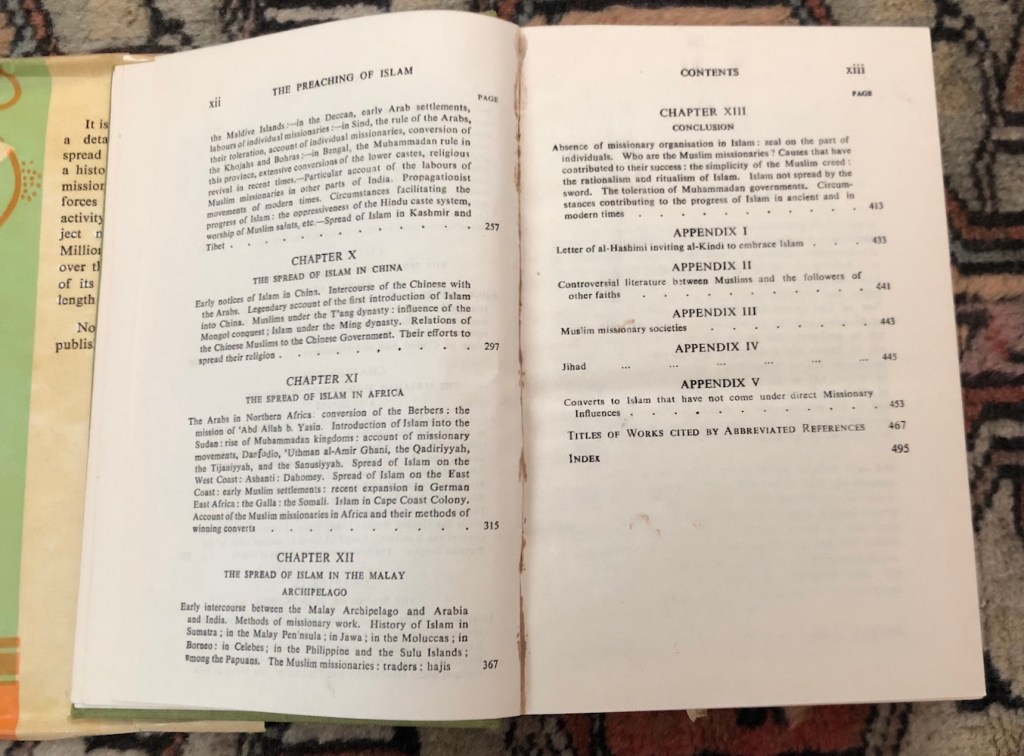 It is
a deta
spread
a histo
mission
forces
activity
ject n
Million
over tl
of its
length
No
publis
xii
THE PREACHING OF ISLAM
PAGE
the Maldive Islands:—in the Deccan, early Arab settlements,
labours of individual missionaries:—in Sind, the rule of the Arabs,
their toleration, account of individual missionaries, conversion of
the Khojahs and Bohras:—in Bengal, the Muhammadan rule in
this province, extensive conversions of the lower castes, religious
revival in recent times.—Particular account of the labours of
Muslim missionaries in other parts of India. Propagationist
movements of modern times. Circumstances facilitating the
progress of Islam: the oppressiveness of the Hindu caste system,
worship of Muslim saints, etc.—Spread of Islam in Kashmir and
Tibet . . . . . . . . . . 257
CHAPTER X
THE SPREAD OF ISLAM IN CHINA
Early notices of Islam in China. Intercourse of the Chinese with
the Arabs. Legendary account of the first introduction of Islam
into China. Muslims under the T'ang dynasty: influence of the
Mongol conquest; Islam under the Ming dynasty. Relations of
the Chinese Muslims to the Chinese Government. Their efforts to
spread their religion . . . . . . . . 297
CHAPTER XI
THE SPREAD OF ISLAM IN AFRICA
The Arabs in Northern Africa: conversion of the Berbers: the
mission of 'Abd Allah b. Yasin. Introduction of Islam into the
Sudan: rise of Muhammadan kingdoms: account of missionary
movements, Danfodio, 'Uthman al-Amir Ghani, the Qadiriyyah,
the Tijaniyyah, and the Sanusiyyah. Spread of Islam on the
West Coast: Ashanti: Dahomey. Spread of Islam on the East
Coast: early Muslim settlements: recent expansion in German
East Africa: the Galla: the Somali. Islam in Cape Coast Colony.
Account of the Muslim missionaries in Africa and their methods of
winning converts . . . . . . . . . 315
CHAPTER XII
THE SPREAD OF ISLAM IN THE MALAY
ARCHIPELAGO
Early intercourse between the Malay Archipelago and Arabia
and India. Methods of missionary work. History of Islam in
Sumatra; in the Malay Pen'nsula; in Jawa; in the Moluccas; in
Borneo: in Celebes; in the Philippine and the Sulu Islands;
among the Papuans. The Muslim missionaries: traders: hajis 367
CONTENTS
xiii
PAGE
CHAPTER XIII
CONCLUSION
Absence of missionary organisation in Islam: zeal on the part of
individuals. Who are the Muslim missionaries? Causes that have
contributed to their success: the simplicity of the Muslim creed:
the rationalism and ritualism of Islam. Islam not spread by the
sword. The toleration of Muhammadan governments. Circum-
stances contributing to the progress of Islam in ancient and in
modern times . . . . . . . . . 413
APPENDIX I
Letter of al-Hashimi inviting al-Kindi to embrace Islam . . . 433
APPENDIX II
Controversial literature between Muslims and the followers of
other faiths . . . . . . . . . 441
APPENDIX III
Muslim missionary societies . . . . . . . 443
APPENDIX IV
Jihad ... ... ... ... ... 445
APPENDIX V
Converts to Islam that have not come under direct Missionary
Influences . . . . . . . . . 453
TITLES OF WORKS CITED BY ABBREVIATED REFERENCES 467
INDEX 495